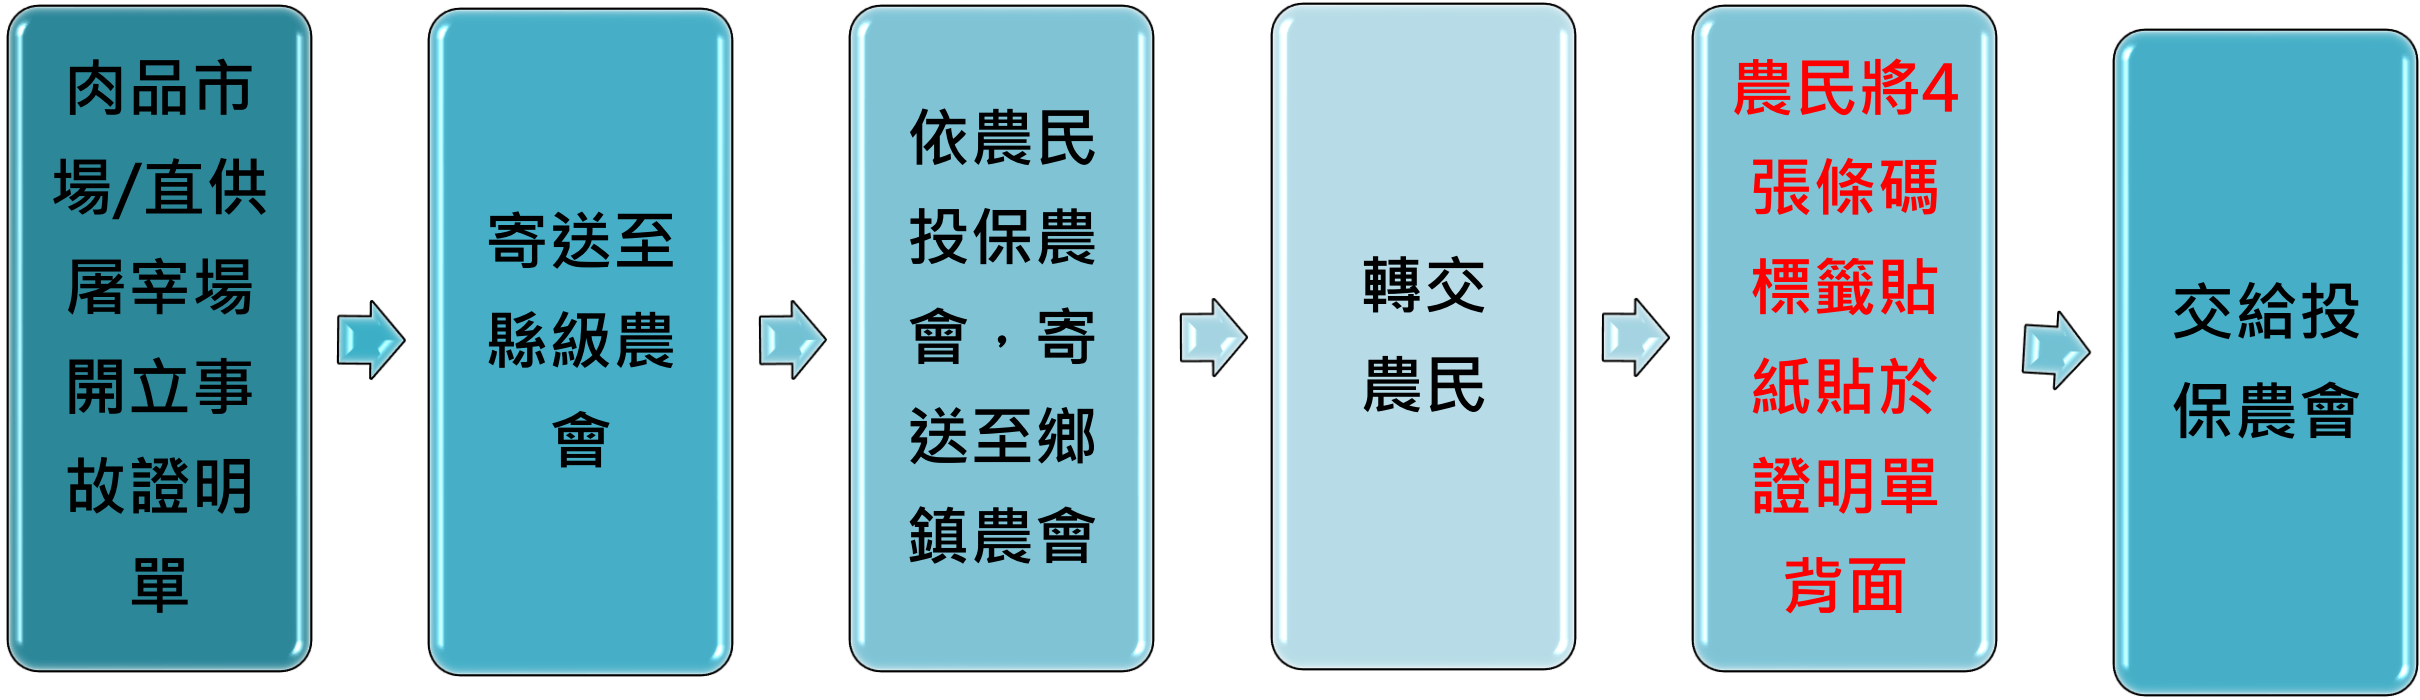 肉品市
場/直供
屠宰場
開立事
故證明
單
寄送至
縣級農
會
依農民
投保農
會，寄
送至鄉
鎮農會
轉交
農民
農民將4
張條碼
標籤貼
紙貼於
證明單
背面
交給投
保農會